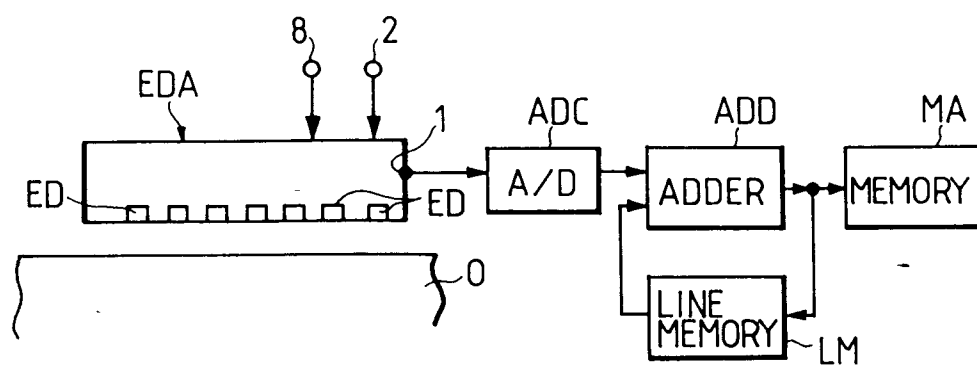 8
2
EDA
1
ADC
ADD
MA
A/D
ADDER
MEMORY
ED
ED
O
LINE
MEMORY
LM